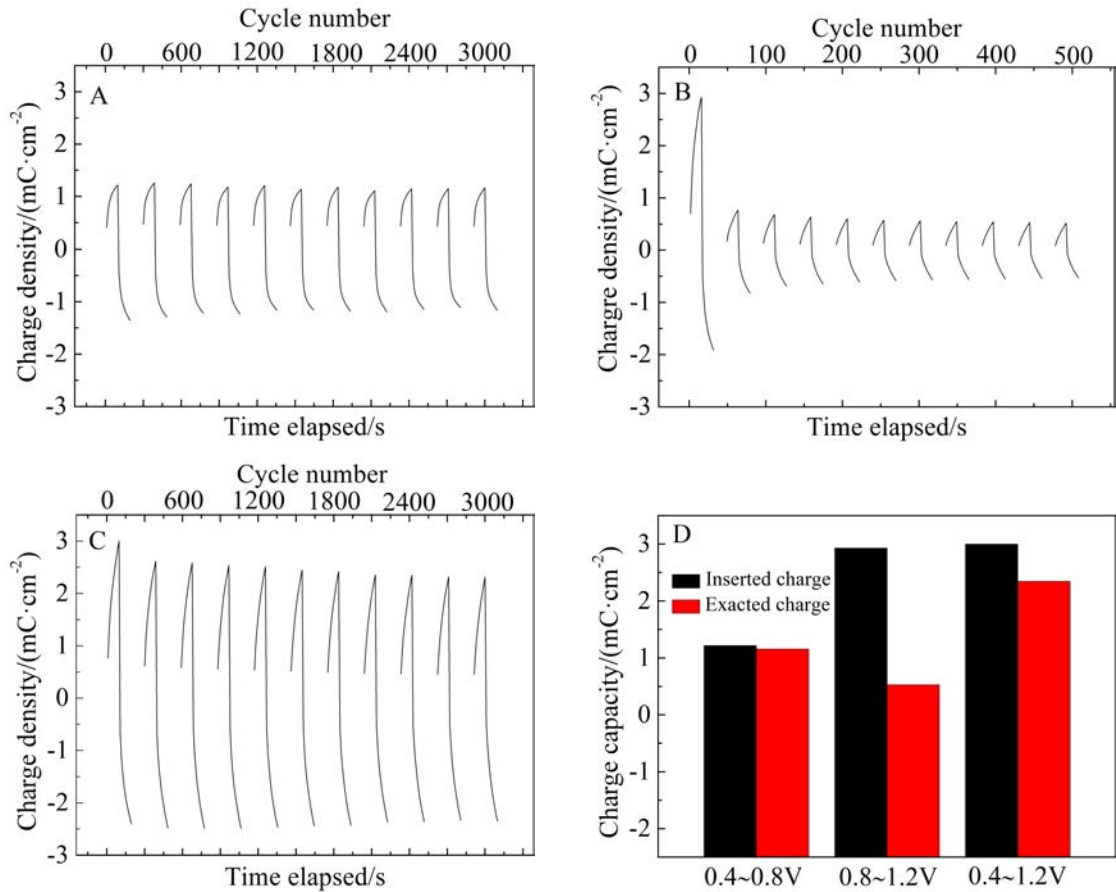 Cycle number
0 600 1200 1800 2400 3000
A
3
2
1
0
-1
-2
-3
Charge density/(mC·cm-2)
Time elapsed/s
Cycle number
0 100 200 300 400 500
B
3
2
1
0
-1
-2
-3
Chargre density/(mC·cm-2)
Time elapsed/s
Cycle number
0 600 1200 1800 2400 3000
C
3
2
1
0
-1
-2
-3
Charge density/(mC·cm-2)
Time elapsed/s
D
Inserted charge
Exacted charge
3
2
1
0
-1
-2
Charge capacity/(mC·cm-2)
0.4~0.8V 0.8~1.2V 0.4~1.2V